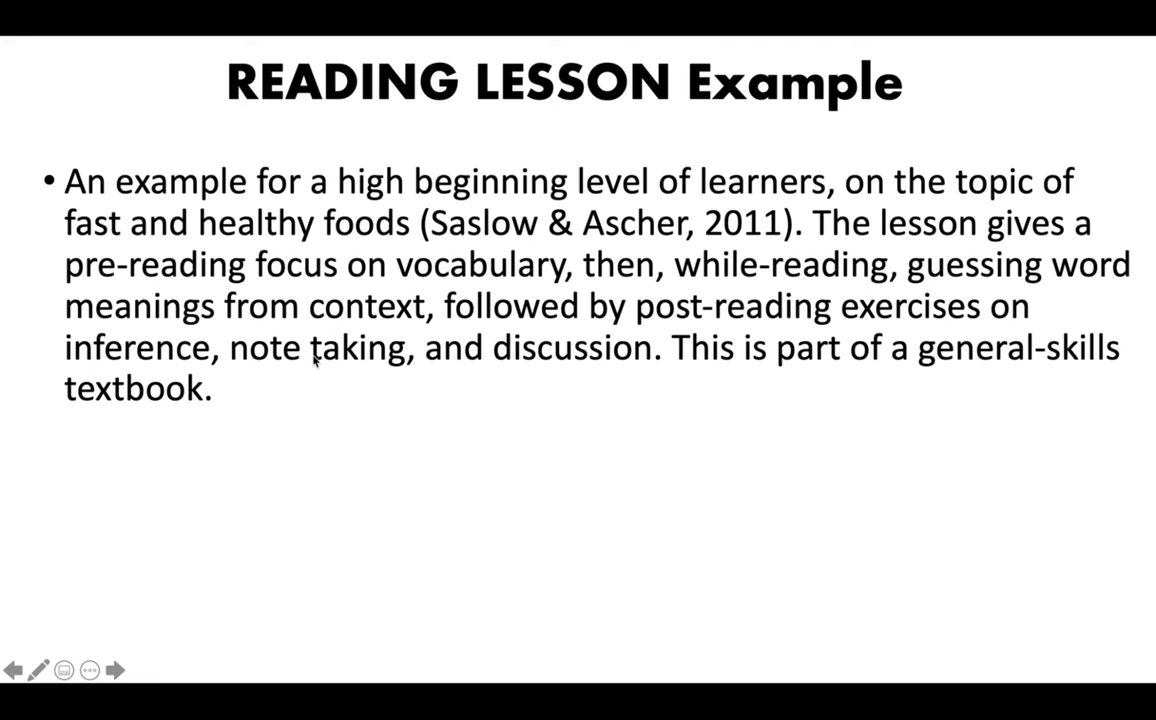 READING LESSON Example
• An example for a high beginning level of learners, on the topic of
fast and healthy foods (Saslow & Ascher, 2011). The lesson gives a
pre-reading focus on vocabulary, then, while-reading, guessing word
meanings from context, followed by post-reading exercises on
inference, note taking, and discussion. This is part of a general-skills
textbook.